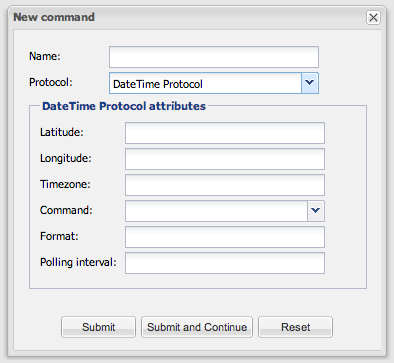 New command
Name:
Protocol: DateTime Protocol
DateTime Protocol attributes
Latitude:
Longitude:
Timezone:
Command:
Format:
Polling interval:
Submit Submit and Continue Reset